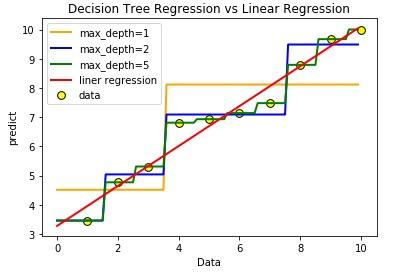 Decision Tree Regression vs Linear Regression
max_depth=1
max_depth=2
max_depth=5
liner regression
data
10
9
8
7
6
5
4
3
predict
0 2 4 6 8 10
Data